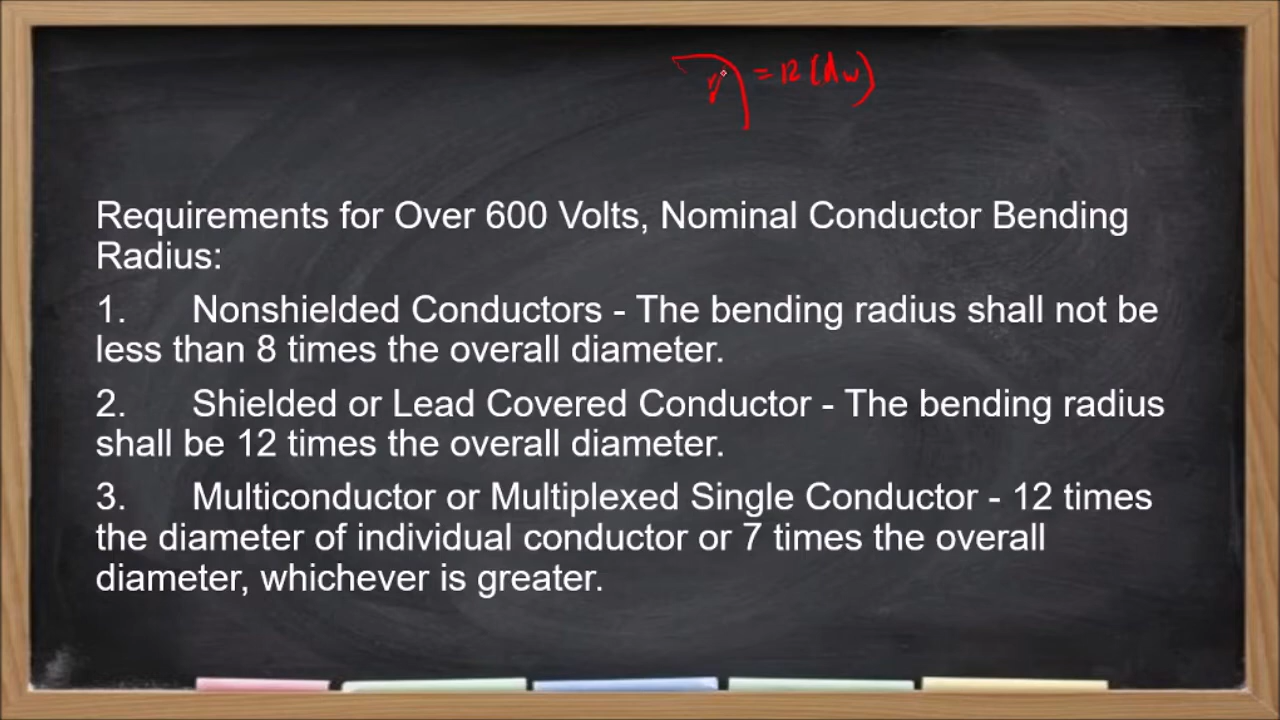 r = 12 (dw)
Requirements for Over 600 Volts, Nominal Conductor Bending
Radius:
1. Nonshielded Conductors - The bending radius shall not be
less than 8 times the overall diameter.
2. Shielded or Lead Covered Conductor - The bending radius
shall be 12 times the overall diameter.
3. Multiconductor or Multiplexed Single Conductor - 12 times
the diameter of individual conductor or 7 times the overall
diameter, whichever is greater.